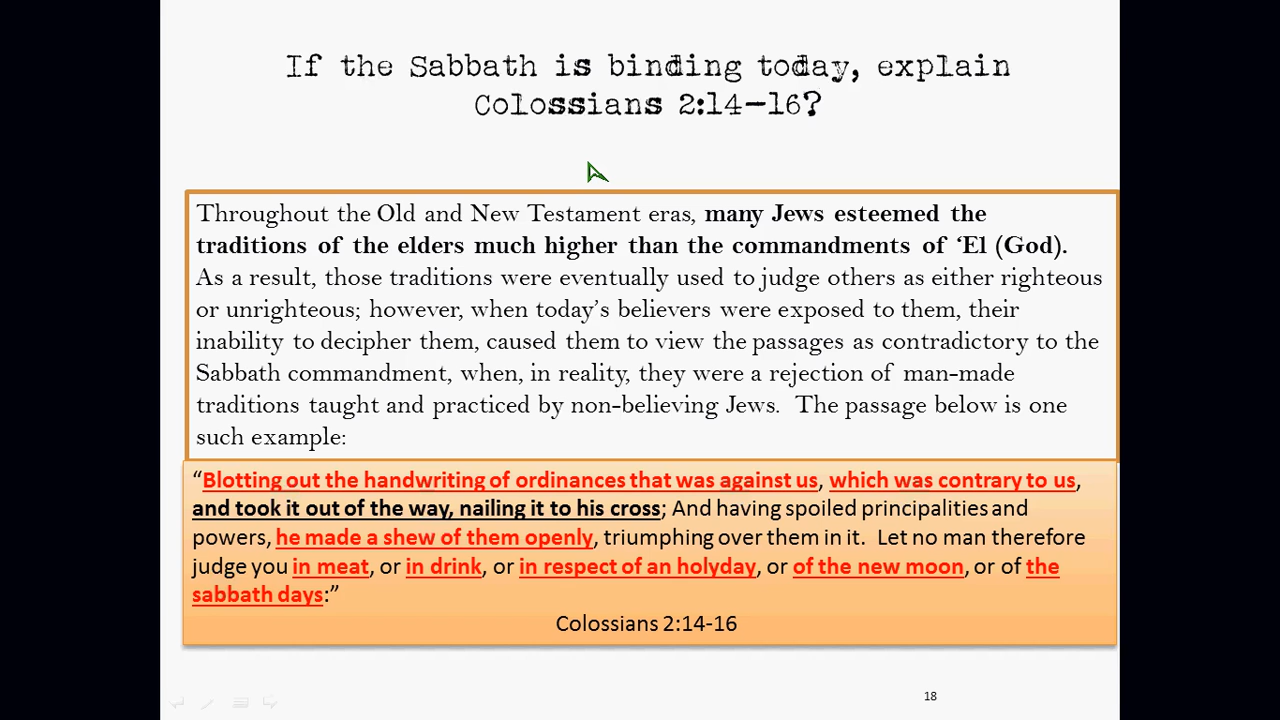 If the Sabbath is binding today, explain
Colossians 2:14–16?
Throughout the Old and New Testament eras, many Jews esteemed the
traditions of the elders much higher than the commandments of ‘El (God).
As a result, those traditions were eventually used to judge others as either righteous
or unrighteous; however, when today’s believers were exposed to them, their
inability to decipher them, caused them to view the passages as contradictory to the
Sabbath commandment, when, in reality, they were a rejection of man-made
traditions taught and practiced by non-believing Jews. The passage below is one
such example:
“Blotting out the handwriting of ordinances that was against us, which was contrary to us,
and took it out of the way, nailing it to his cross; And having spoiled principalities and
powers, he made a shew of them openly, triumphing over them in it. Let no man therefore
judge you in meat, or in drink, or in respect of an holyday, or of the new moon, or of the
sabbath days:”
Colossians 2:14-16
18